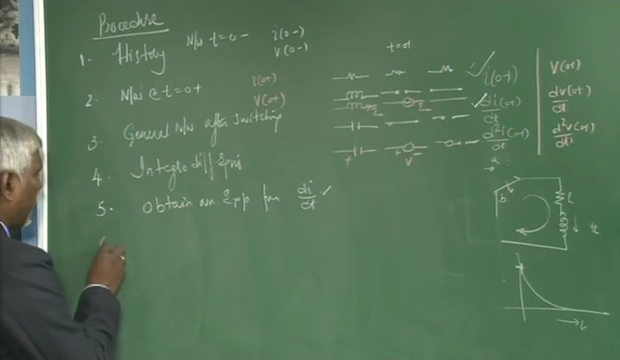 Procedure
1. History N/w t=0- i(0-)
v(0-)
2. N/w @ t=0+ i(0+)
V(0+)
3. General N/w after switching
4. Integro diff Eqns
5. Obtain an Exp for di/dt ✓
t=0+
i(0+)
di(0+)/dt
d²i(0+)/dt
V(0+)
dv(0+)/dt
d²v(0+)/dt
b
R